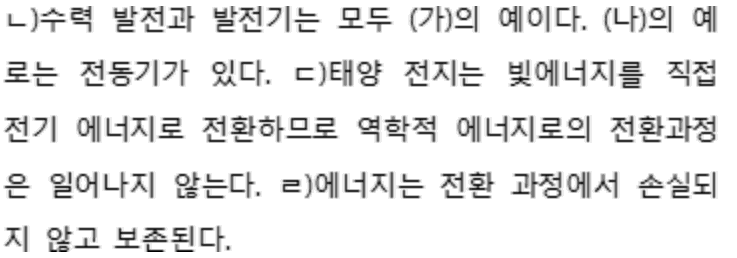 ㄴ)수력 발전과 발전기는 모두 (가)의 예이다. (나)의 예
로는 전동기가 있다. ㄷ)태양 전지는 빛에너지를 직접
전기 에너지로 전환하므로 역학적 에너지로의 전환과정
은 일어나지 않는다. ㄹ)에너지는 전환 과정에서 손실되
지 않고 보존된다.